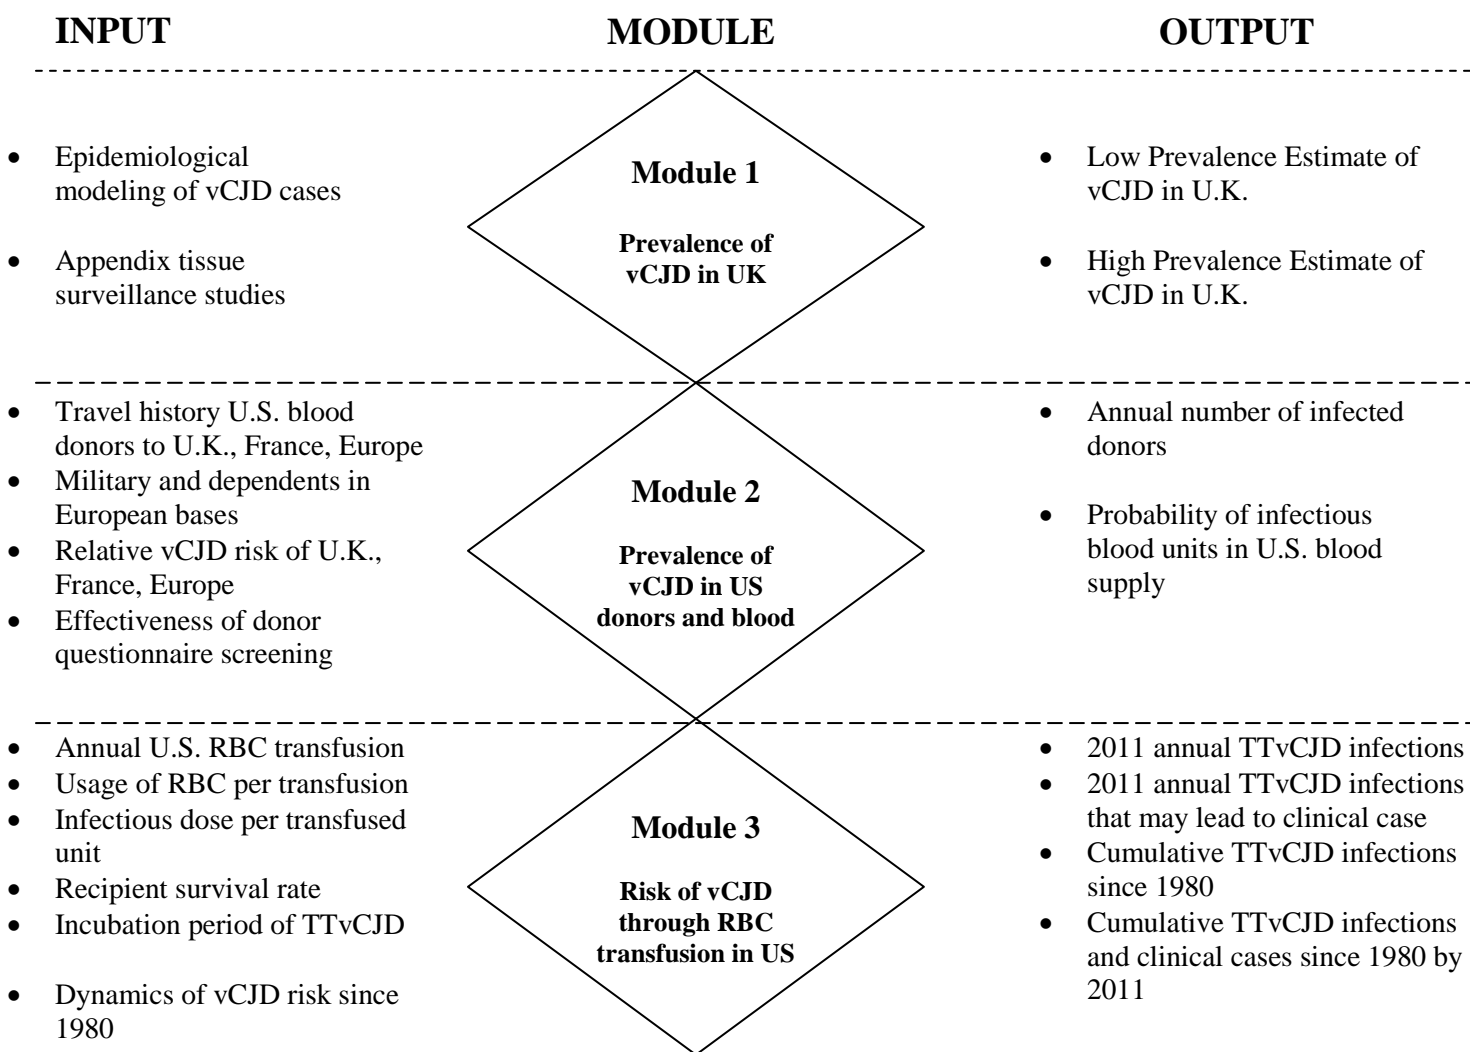 INPUT
MODULE
OUTPUT
• Epidemiological
modeling of vCJD cases
• Appendix tissue
surveillance studies
Module 1
Prevalence of
vCJD in UK
• Low Prevalence Estimate of
vCJD in U.K.
• High Prevalence Estimate of
vCJD in U.K.
• Travel history U.S. blood
donors to U.K., France, Europe
• Military and dependents in
European bases
• Relative vCJD risk of U.K.,
France, Europe
• Effectiveness of donor
questionnaire screening
Module 2
Prevalence of
vCJD in US
donors and blood
• Annual number of infected
donors
• Probability of infectious
blood units in U.S. blood
supply
• Annual U.S. RBC transfusion
• Usage of RBC per transfusion
• Infectious dose per transfused
unit
• Recipient survival rate
• Incubation period of TTvCJD
• Dynamics of vCJD risk since
1980
Module 3
Risk of vCJD
through RBC
transfusion in US
• 2011 annual TTvCJD infections
• 2011 annual TTvCJD infections
that may lead to clinical case
• Cumulative TTvCJD infections
since 1980
• Cumulative TTvCJD infections
and clinical cases since 1980 by
2011